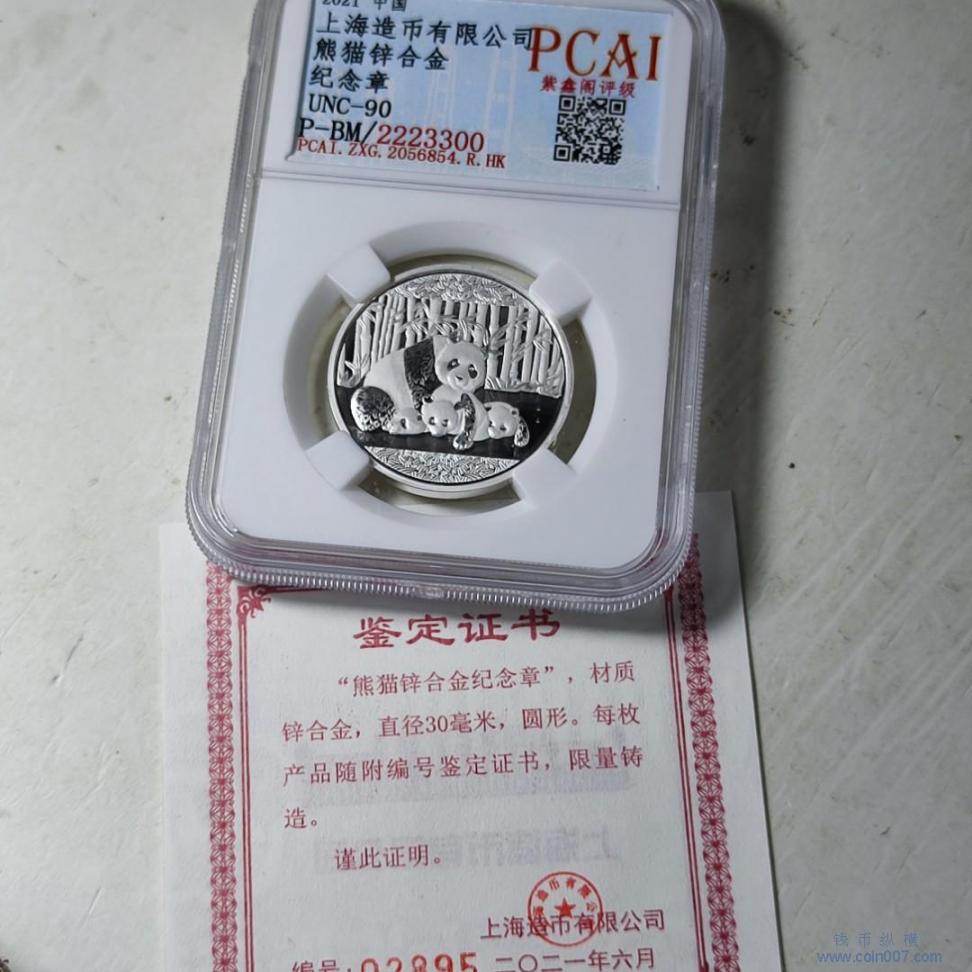 2021 中国
上海造币有限公司
熊猫锌合金
纪念章
UNC-90
P-BM/2223300
PCAI.ZXG.2056854.R.HK
PCAI
紫鑫阁评级
鉴定证书
“熊猫锌合金纪念章”，材质
锌合金，直径30毫米，圆形。每枚
产品随附编号鉴定证书，限量铸
造。
谨此证明。
上海造币有限公司
编号：02895 二〇二一年六月
钱币纵横
www.coin007.com